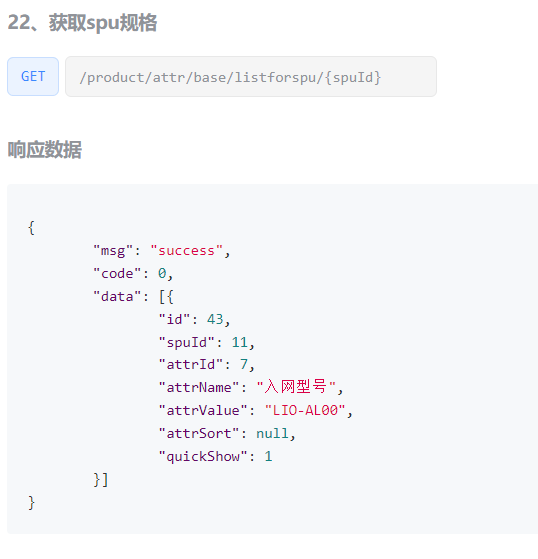 22、获取spu规格
GET /product/attr/base/listforspu/{spuId}
响应数据
{
        "msg": "success",
        "code": 0,
        "data": [{
                "id": 43,
                "spuId": 11,
                "attrId": 7,
                "attrName": "入网型号",
                "attrValue": "LIO-AL00",
                "attrSort": null,
                "quickShow": 1
        }]
}